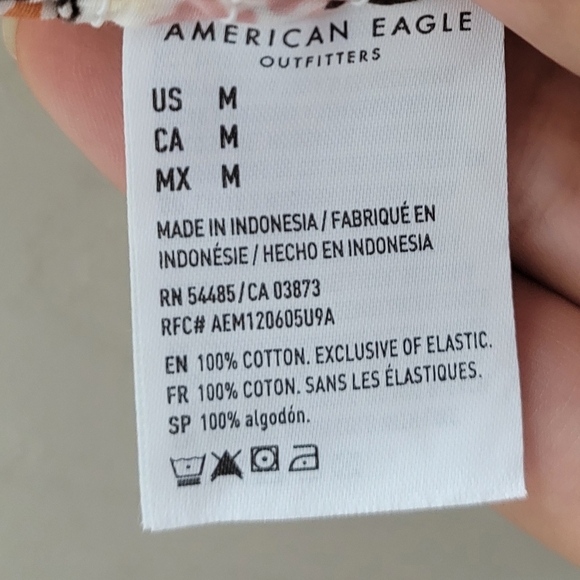 AMERICAN EAGLE
OUTFITTERS
US M
CA M
MX M
MADE IN INDONESIA / FABRIQUÉ EN
INDONÉSIE / HECHO EN INDONESIA
RN 54485 / CA 03873
RFC# AEM120605U9A
EN 100% COTTON. EXCLUSIVE OF ELASTIC.
FR 100% COTON. SANS LES ÉLASTIQUES.
SP 100% algodón.